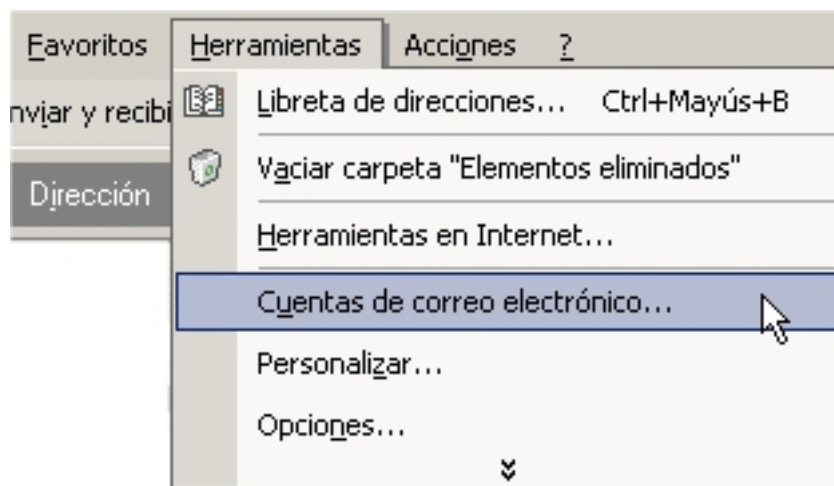 Favoritos Herramientas Acciones ?
nviar y recibi
Dirección
Libreta de direcciones... Ctrl+Mayús+B
Vaciar carpeta "Elementos eliminados"
Herramientas en Internet...
Cuentas de correo electrónico...
Personalizar...
Opciones...